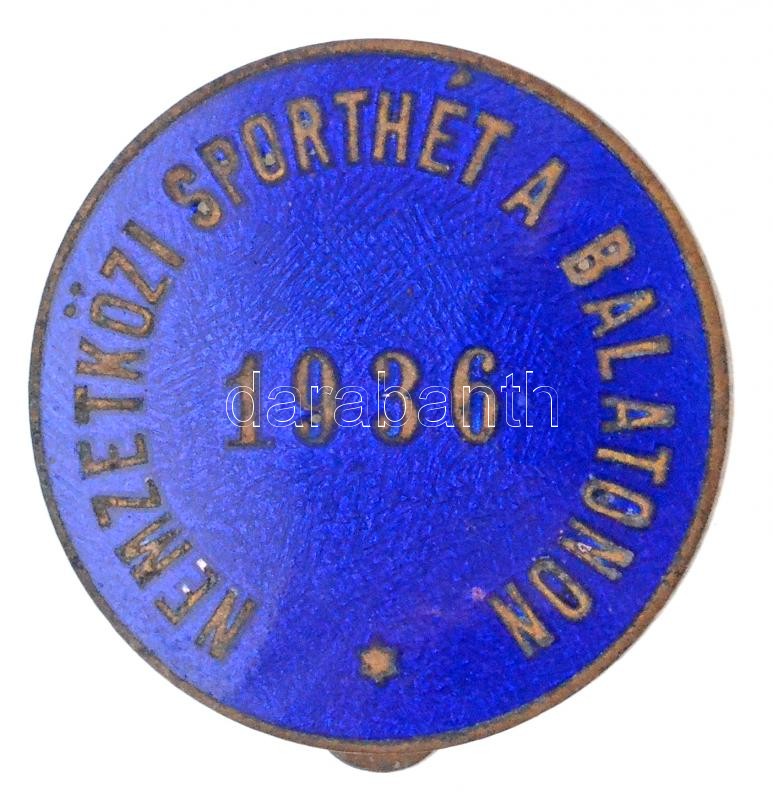 NEMZETKÖZI SPORTHÉT A BALATONON
1936
darabanth